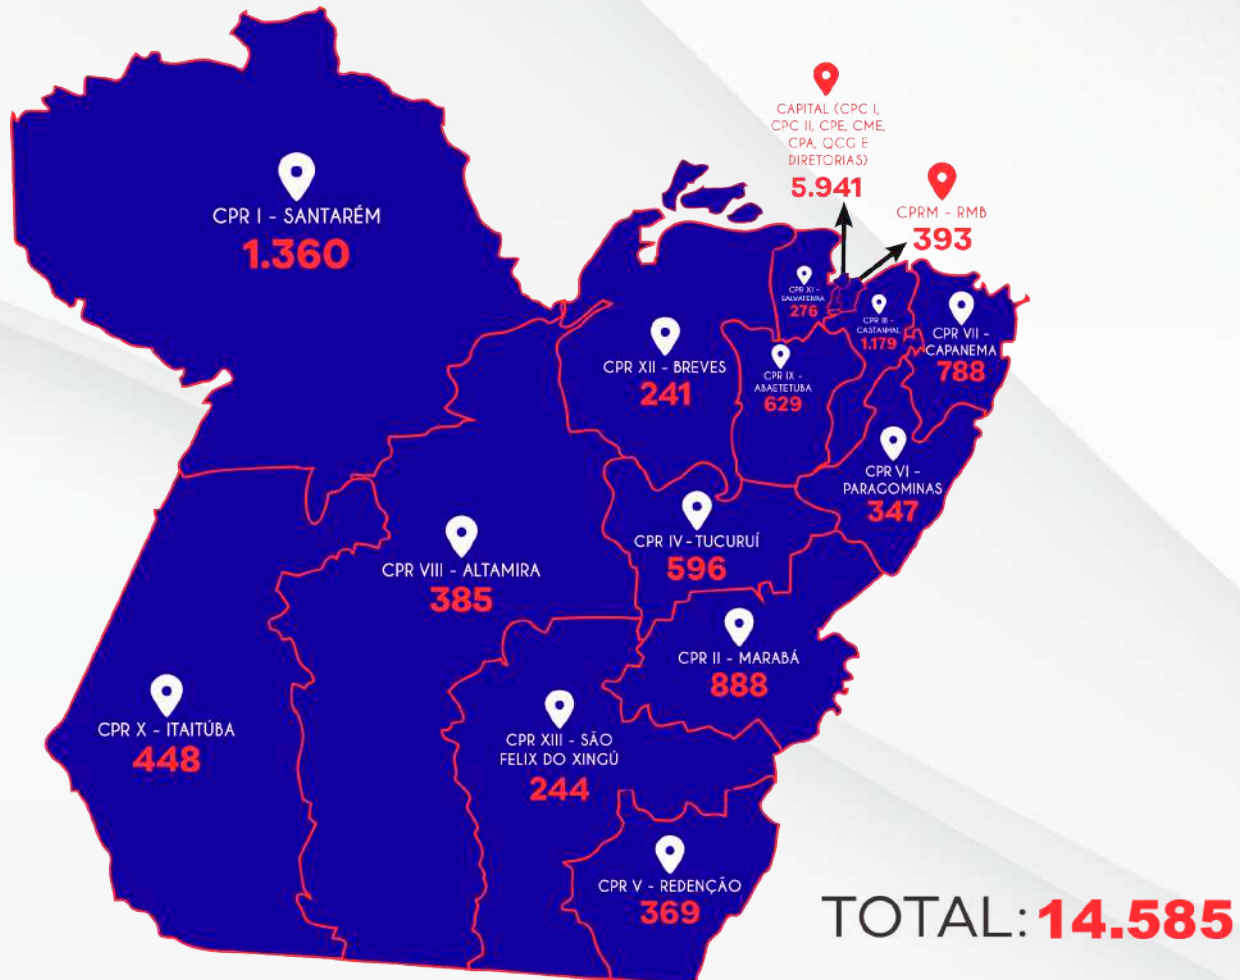 CAPITAL (CPC I,
CPC II, CPE, CME,
CPA, QCG E
DIRETORIAS)
5.941
CPRM - RMB
393
CPR I - SANTARÉM
1.360
CPR XI -
SALVATERRA
276
CPR III -
CASTANHAL
1.179
CPR VII -
CAPANEMA
788
CPR XII - BREVES
241
CPR IX -
ABAETETUBA
629
CPR VI -
PARAGOMINAS
347
CPR IV - TUCURUÍ
596
CPR VIII - ALTAMIRA
385
CPR II - MARABÁ
888
CPR X - ITAITÚBA
448
CPR XIII - SÃO
FELIX DO XINGÚ
244
CPR V - REDENÇÃO
369
TOTAL: 14.585